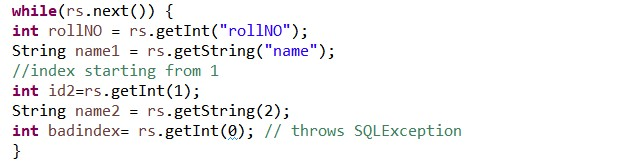 while(rs.next()) {
int rollNO = rs.getInt("rollNO");
String name1 = rs.getString("name");
//index starting from 1
int id2=rs.getInt(1);
String name2 = rs.getString(2);
int badindex= rs.getInt(0); // throws SQLException
}